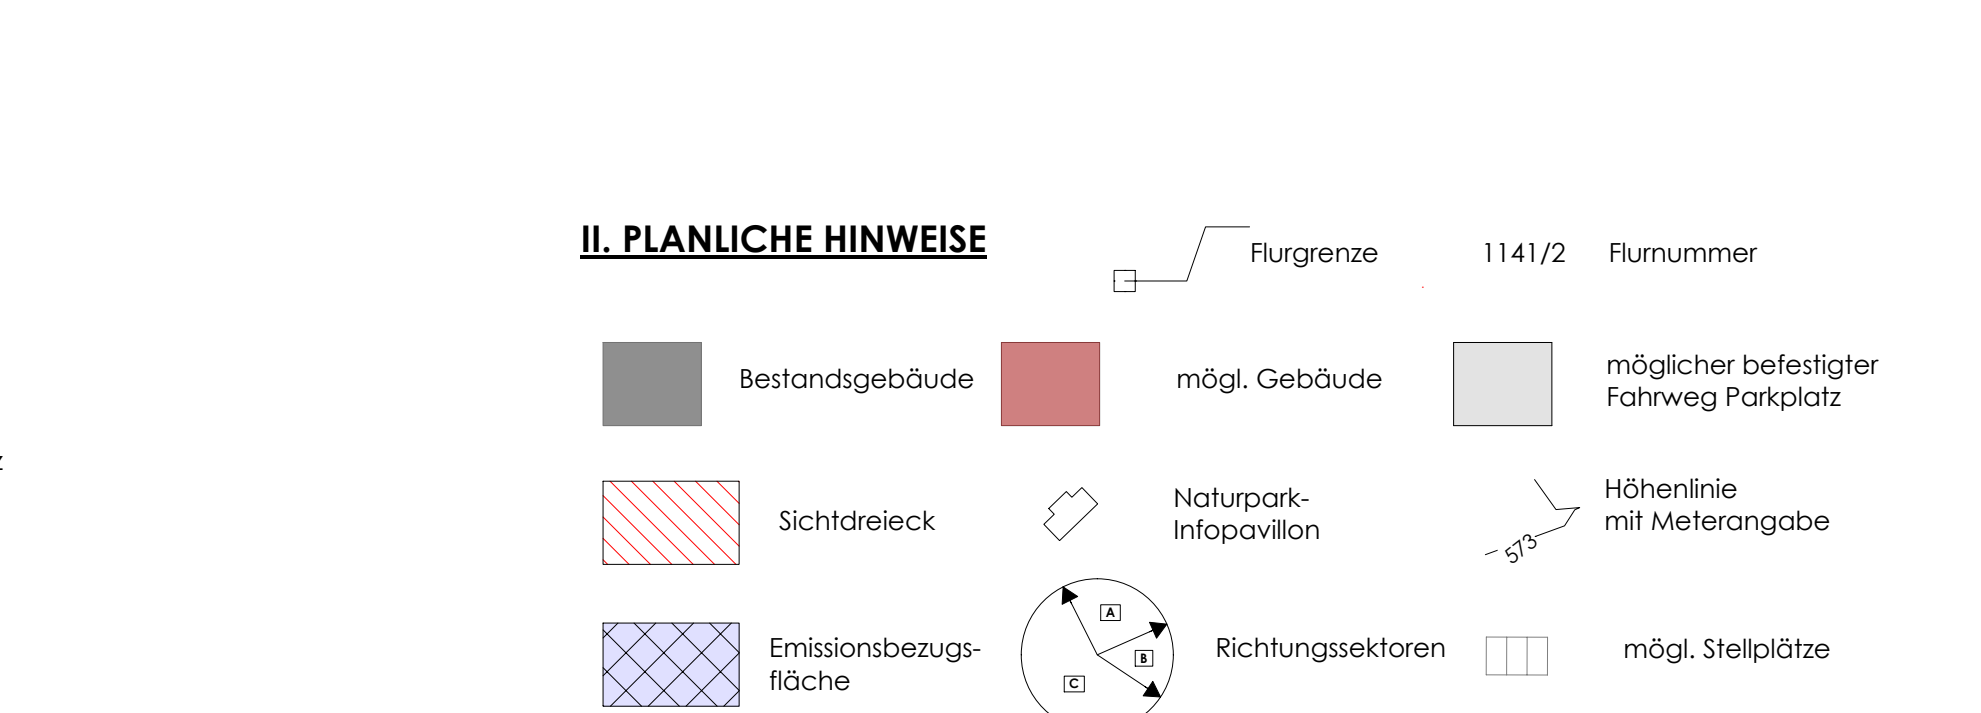 II. PLANLICHE HINWEISE
Flurgrenze
1141/2
Flurnummer
Bestandsgebäude
mögl. Gebäude
möglicher befestigter
Fahrweg Parkplatz
z
Sichtdreieck
Naturpark-
Infopavillon
Höhenlinie
mit Meterangabe
573
Emissionsbezugs-
fläche
A
B
C
Richtungssektoren
mögl. Stellplätze